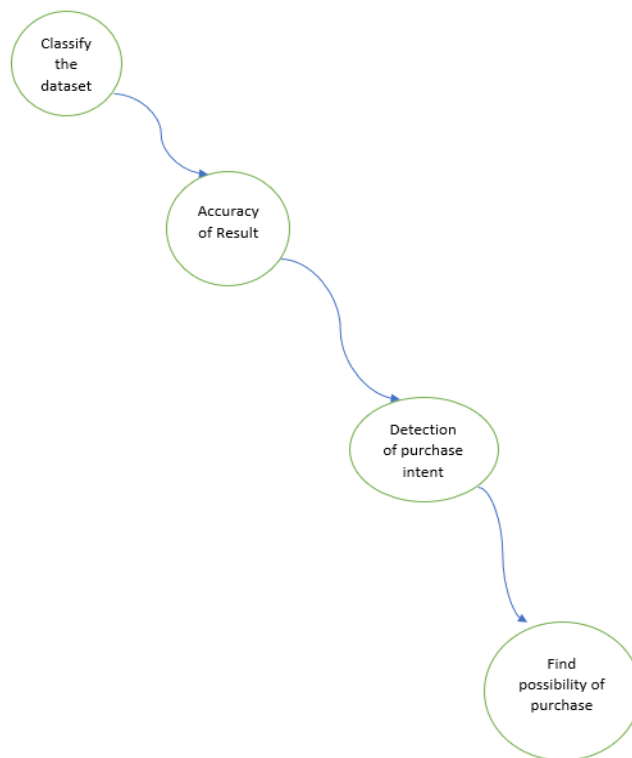 Classify
the
dataset
Accuracy
of Result
Detection
of purchase
intent
Find
possibility of
purchase